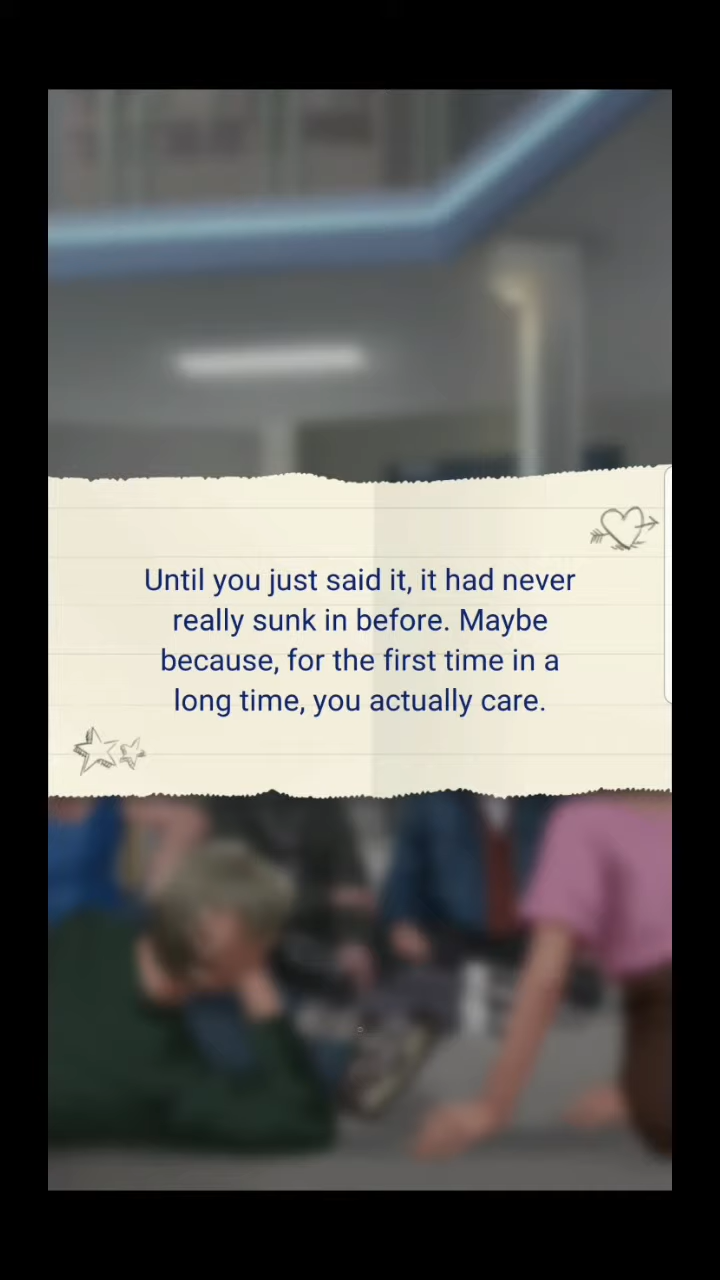 Until you just said it, it had never
really sunk in before. Maybe
because, for the first time in a
long time, you actually care.